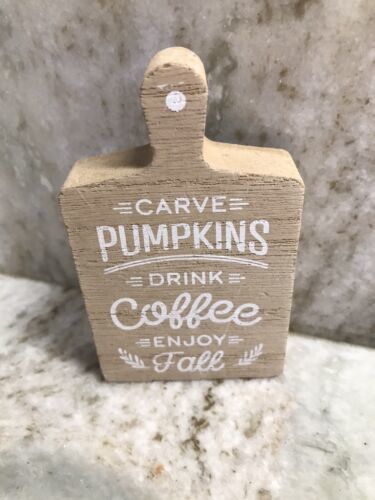 CARVE
PUMPKINS
DRINK
Coffee
ENJOY
Fall